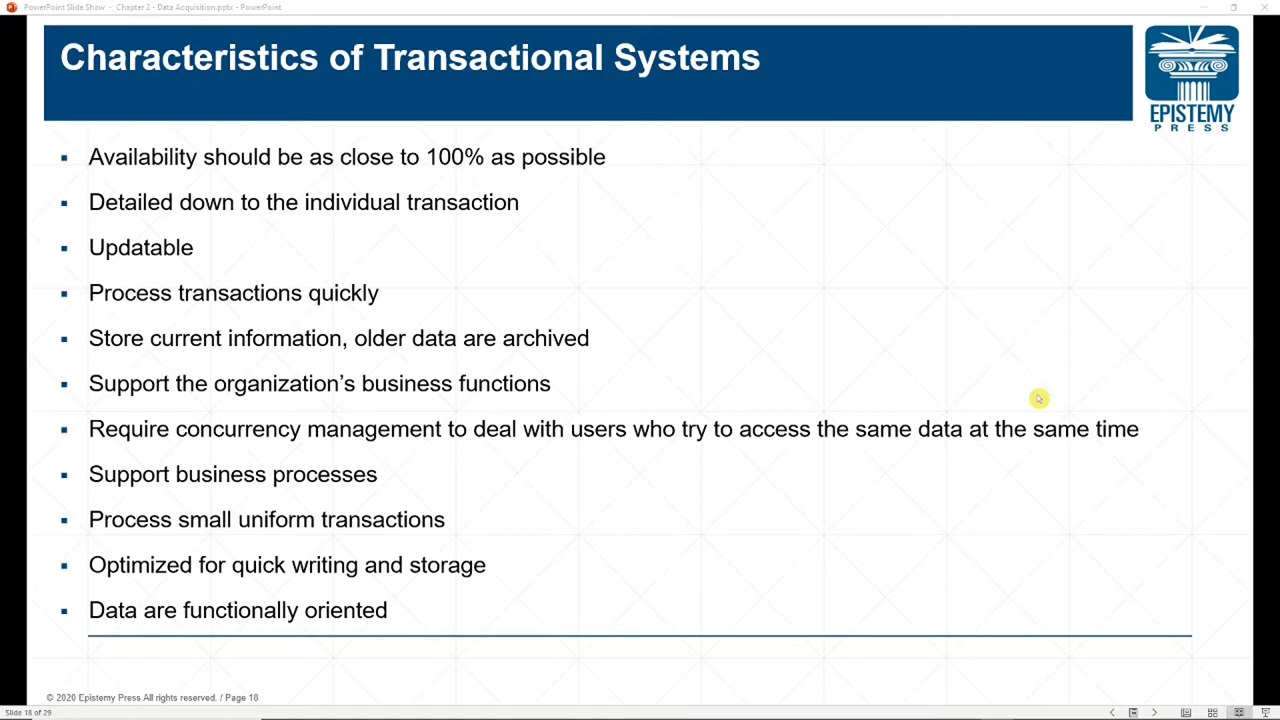 PowerPoint Slide Show - Chapter 2 - Data Acquisition.pptx - PowerPoint
Characteristics of Transactional Systems
EPISTEMY
PRESS
▪ Availability should be as close to 100% as possible
▪ Detailed down to the individual transaction
▪ Updatable
▪ Process transactions quickly
▪ Store current information, older data are archived
▪ Support the organization’s business functions
▪ Require concurrency management to deal with users who try to access the same data at the same time
▪ Support business processes
▪ Process small uniform transactions
▪ Optimized for quick writing and storage
▪ Data are functionally oriented
© 2020 Epistemy Press All rights reserved. / Page 18
Slide 18 of 29